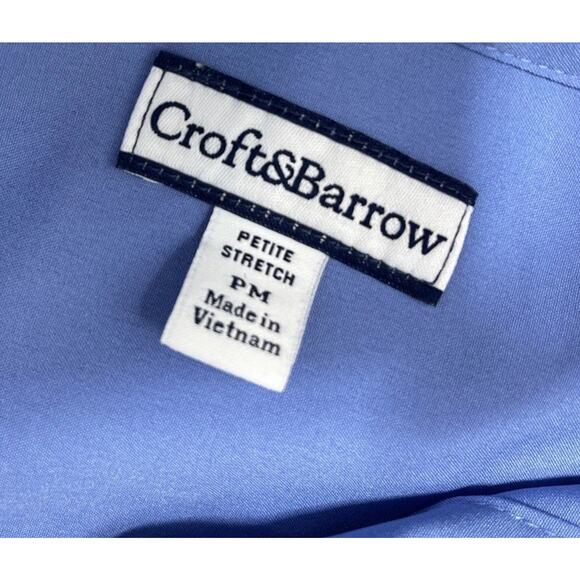 Croft&Barrow
PETITE
STRETCH
PM
Made in
Vietnam